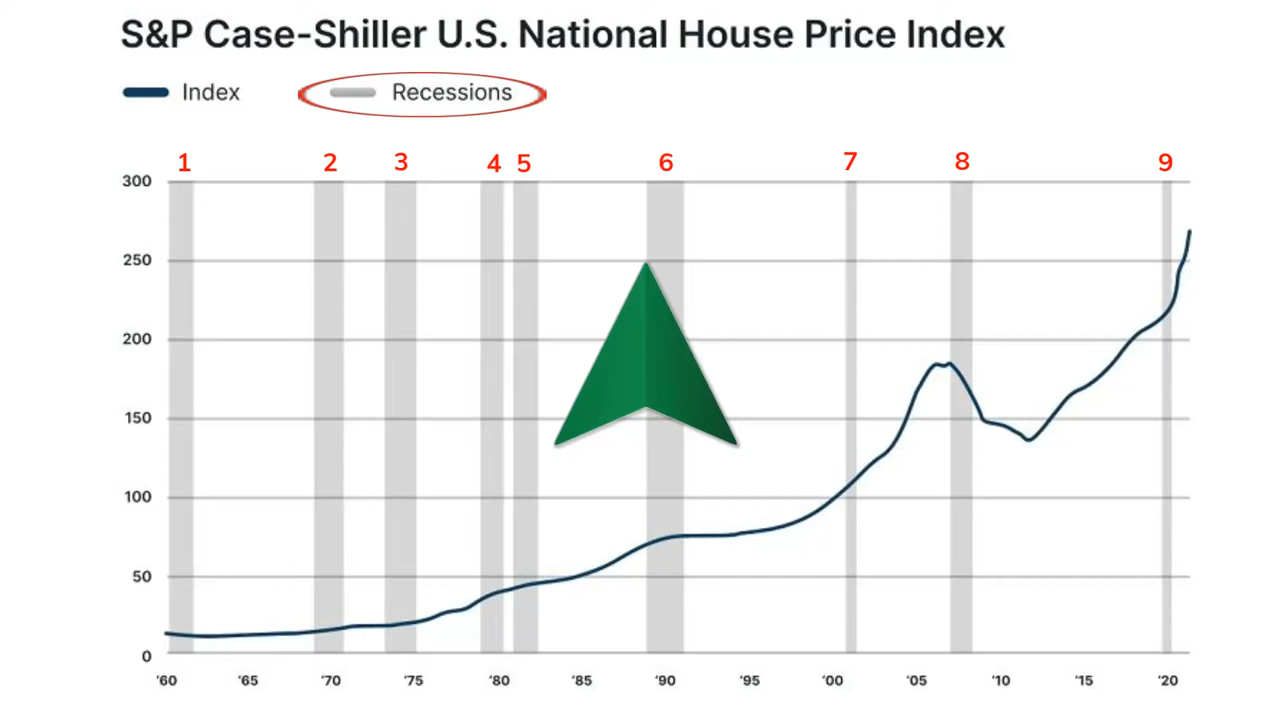 S&P Case-Shiller U.S. National House Price Index
Index Recessions
1 2 3 4 5 6 7 8 9
300
250
200
150
100
50
0
'60 '65 '70 '75 '80 '85 '90 '95 '00 '05 '10 '15 '20